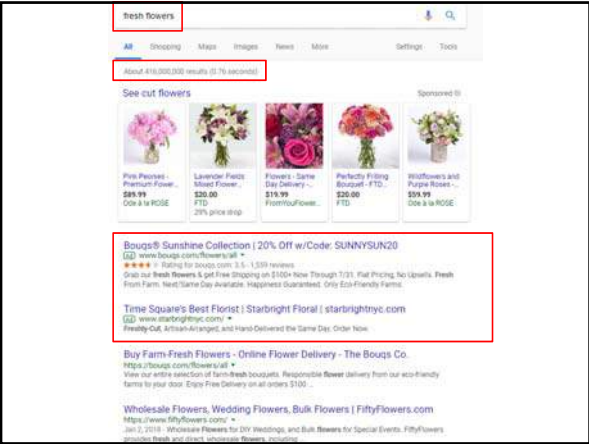 fresh flowers
All Shopping Maps Images News More Settings Tools
About 416,000,000 results (0.76 seconds)
See cut flowers Sponsored
Pink Peonies - Premium Flower...
$89.99
Ode à la ROSE
Lavender Fields Mixed Flower...
$20.00
FTD
29% price drop
Flowers - Same Day Delivery -...
$19.99
FromYouFlower...
Perfectly Frilling Bouquet - FTD...
$20.00
FTD
Wildflowers and Purple Roses -...
$59.99
Ode à la ROSE
Bouqs® Sunshine Collection | 20% Off w/Code: SUNNYSUN20
Ad www.bouqs.com/flowers/all
Rating for bouqs.com: 3.5 - 1,539 reviews
Grab our fresh flowers & get Free Shipping on $100+ Now Through 7/31. Flat Pricing, No Upsells. Fresh
From Farm. Next/Same Day Available. Happiness Guaranteed. Only Eco-Friendly Farms.
Time Square's Best Florist | Starbright Floral | starbrightnyc.com
Ad www.starbrightnyc.com/
Freshly-Cut, Artisan-Arranged, and Hand-Delivered the Same Day. Order Now.
Buy Farm-Fresh Flowers - Online Flower Delivery - The Bouqs Co.
https://bouqs.com/flowers/all
View our entire selection of farm-fresh bouquets. Responsible flower delivery from our eco-friendly
farms to your door. Enjoy Free Delivery on all orders $100 ...
Wholesale Flowers, Wedding Flowers, Bulk Flowers | FiftyFlowers.com
https://www.fiftyflowers.com/
Jan 2, 2018 - Wholesale Flowers for DIY Weddings, and Bulk flowers for Special Events. FiftyFlowers
provides fresh and direct, wholesale flowers, including